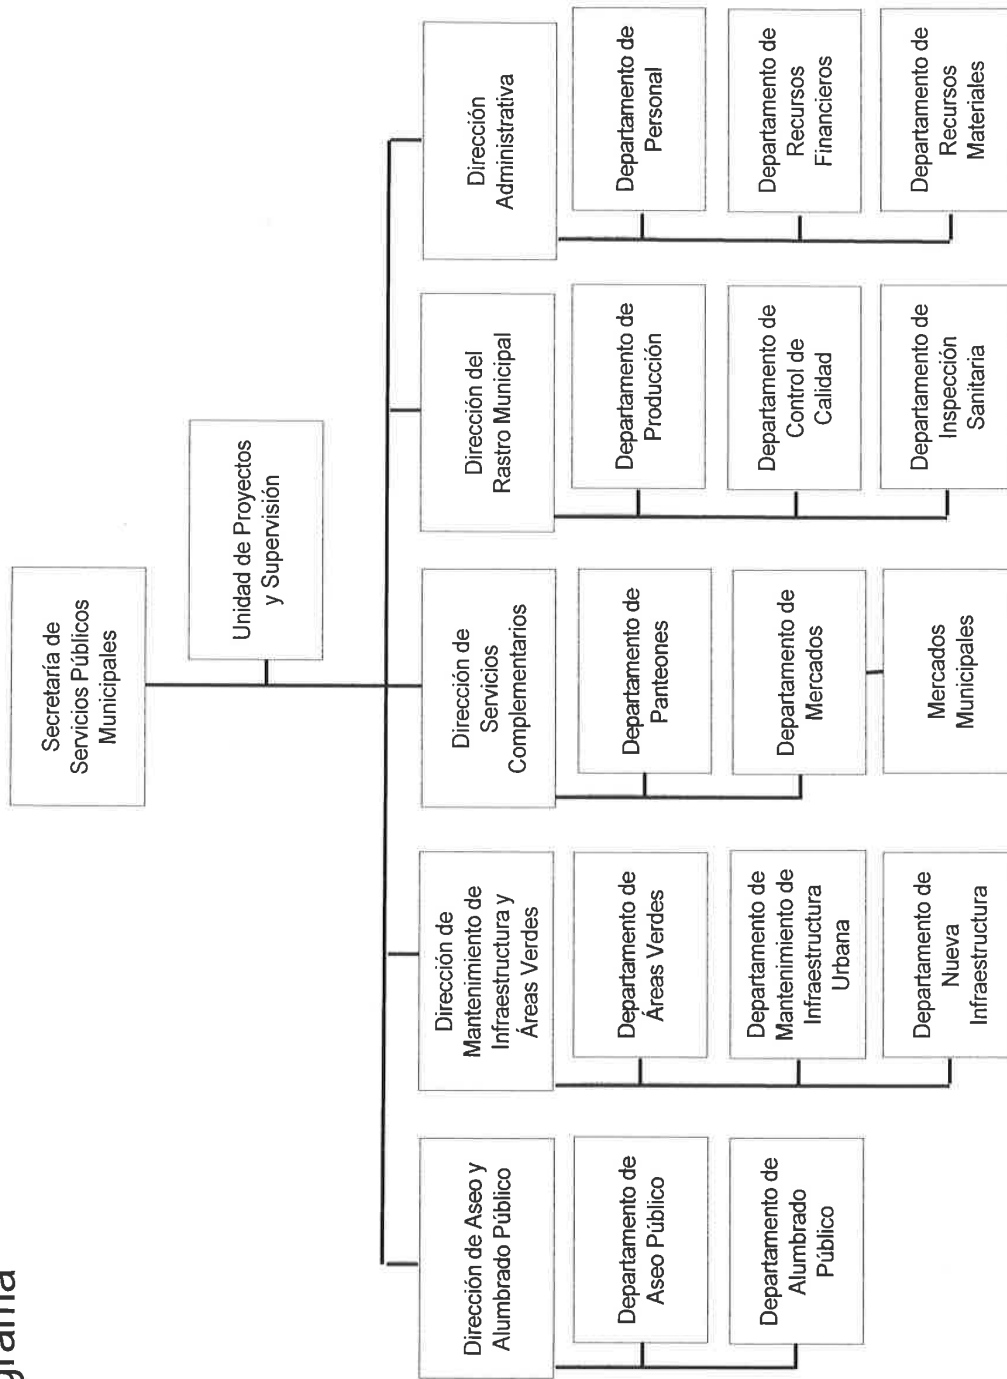 grama
Secretaría de
Servicios Públicos
Municipales
Unidad de Proyectos
y Supervisión
Dirección de Aseo y
Alumbrado Público
Departamento de
Aseo Público
Departamento de
Alumbrado
Público
Dirección de
Mantenimiento de
Infraestructura y
Áreas Verdes
Departamento de
Áreas Verdes
Departamento de
Mantenimiento de
Infraestructura
Urbana
Departamento de
Nueva
Infraestructura
Dirección de
Servicios
Complementarios
Departamento de
Panteones
Departamento de
Mercados
Mercados
Municipales
Dirección del
Rastro Municipal
Departamento de
Producción
Departamento de
Control de
Calidad
Departamento de
Inspección
Sanitaria
Dirección
Administrativa
Departamento de
Personal
Departamento de
Recursos
Financieros
Departamento de
Recursos
Materiales